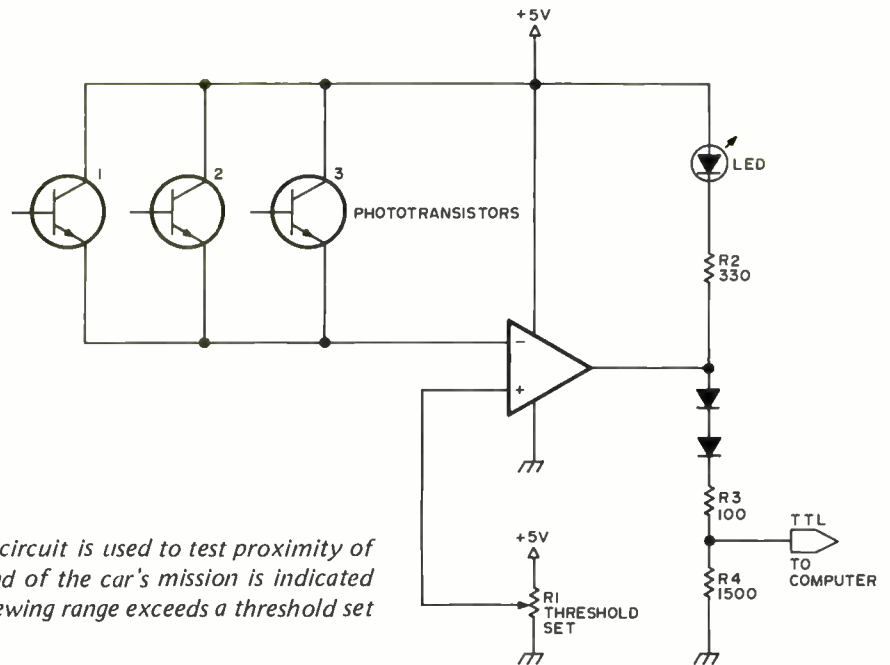 +5V
1
2
3
PHOTOTRANSISTORS
LED
R2
330
-
+
R3
100
TTL
TO
COMPUTER
R4
1500
+5V
R1
THRESHOLD
SET
circuit is used to test proximity of
d of the car's mission is indicated
ewing range exceeds a threshold set